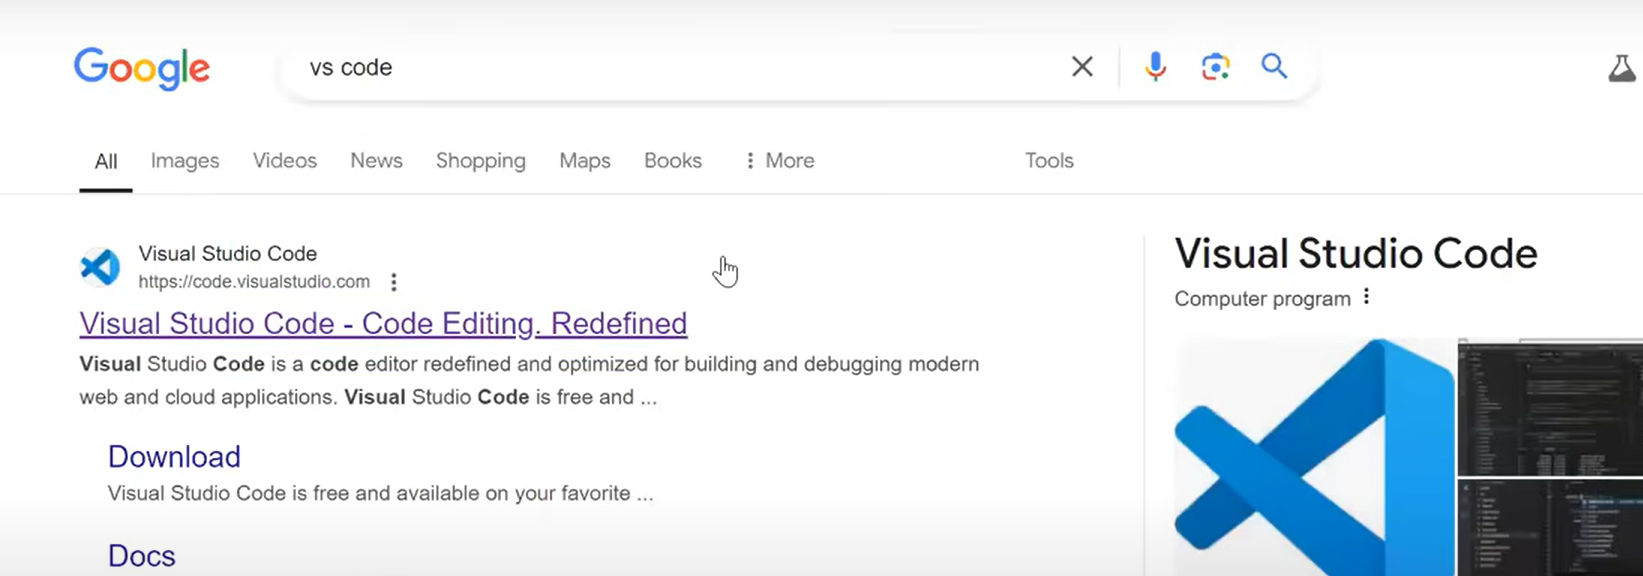 Google
vs code
All Images Videos News Shopping Maps Books More Tools
Visual Studio Code
https://code.visualstudio.com
Visual Studio Code - Code Editing. Redefined
Visual Studio Code is a code editor redefined and optimized for building and debugging modern
web and cloud applications. Visual Studio Code is free and ...
Download
Visual Studio Code is free and available on your favorite ...
Docs
Visual Studio Code
Computer program